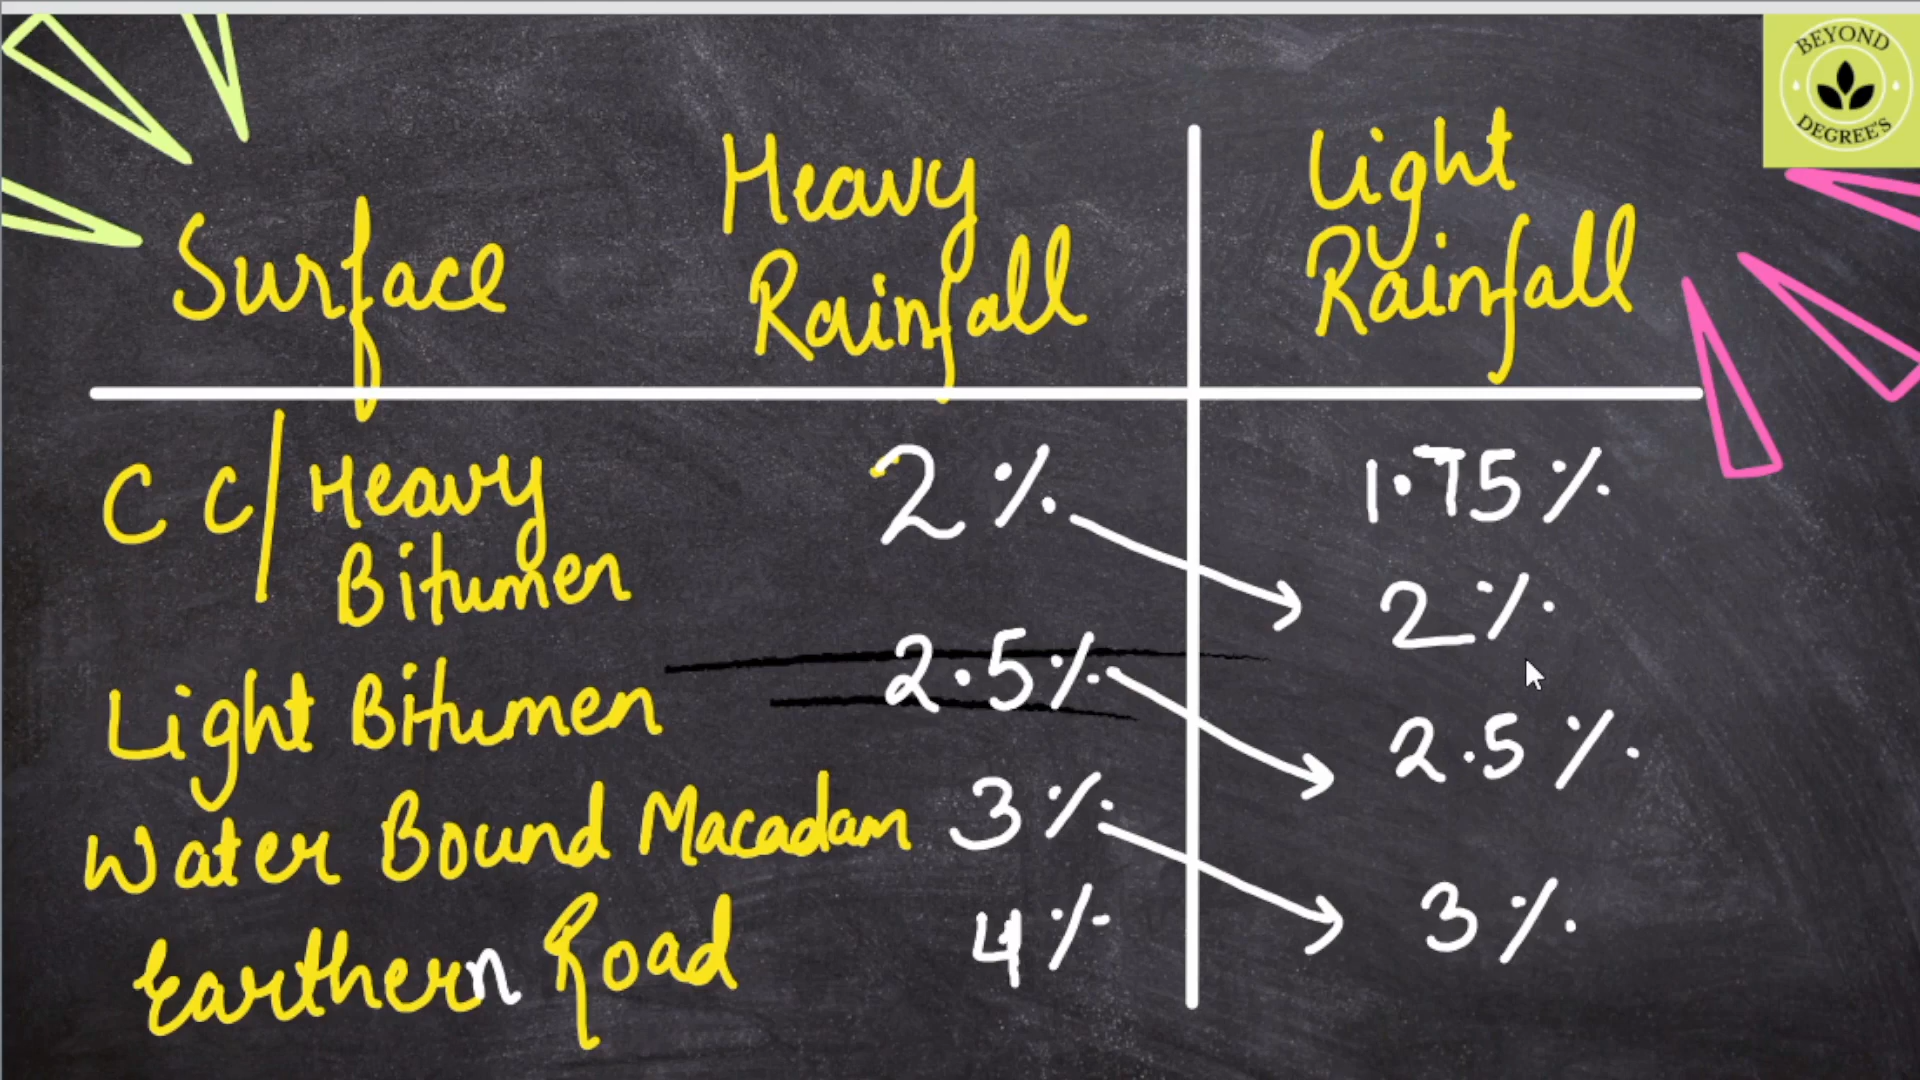 BEYOND
DEGREE'S
Surface
Heavy
Rainfall
Light
Rainfall
C C/Heavy
Bitumen
2%
1.75%
Light Bitumen
2.5%
2%
Water Bound Macadam
3%
2.5%
Earthern Road
4%
3%